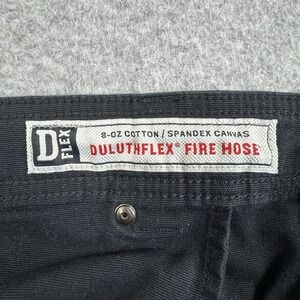 D FLEX
8-OZ COTTON / SPANDEX CANVAS
DULUTHFLEX® FIRE HOSE